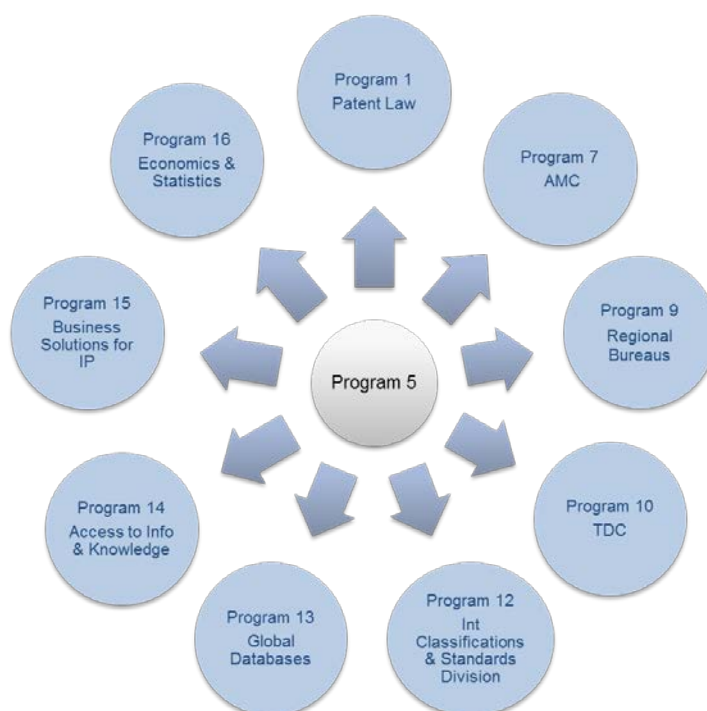 Program 1
Patent Law
Program 16
Economics &
Statistics
Program 7
AMC
Program 15
Business
Solutions for
IP
Program 9
Regional
Bureaus
Program 5
Program 14
Access to Info
& Knowledge
Program 10
TDC
Program 13
Global
Databases
Program 12
Int
Classifications
& Standards
Division